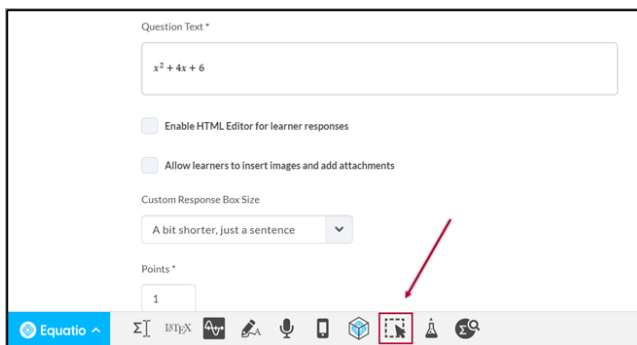 Question Text *
x² + 4x + 6
Enable HTML Editor for learner responses
Allow learners to insert images and add attachments
Custom Response Box Size
A bit shorter, just a sentence
Points *
1
Equatio Σ LATEX A Σ